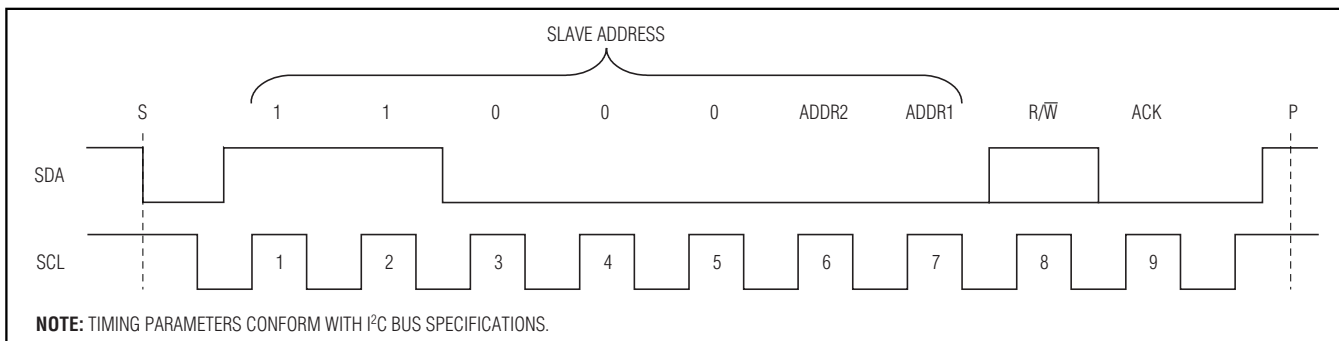 SLAVE ADDRESS
S 1 1 0 0 0 ADDR2 ADDR1 R/W̅ ACK P
SDA
SCL 1 2 3 4 5 6 7 8 9
NOTE: TIMING PARAMETERS CONFORM WITH I²C BUS SPECIFICATIONS.